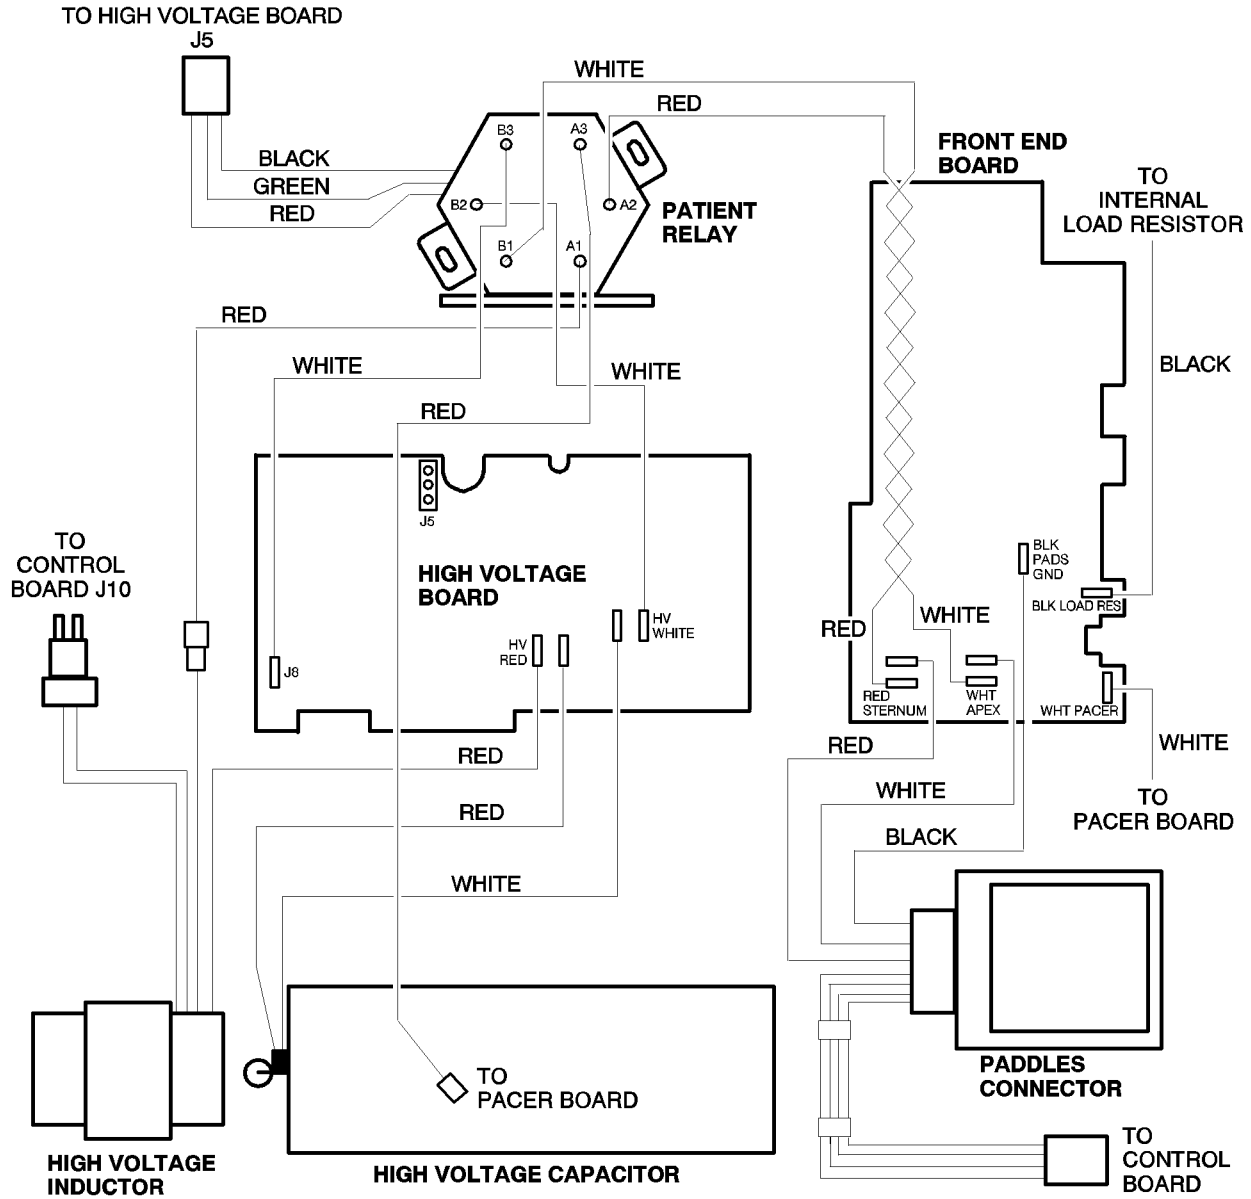 TO HIGH VOLTAGE BOARD
J5
WHITE
RED
BLACK
GREEN
RED
B3
A3
B2
A2
B1
A1
PATIENT
RELAY
FRONT END
BOARD
TO
INTERNAL
LOAD RESISTOR
RED
WHITE
WHITE
BLACK
RED
J5
TO
CONTROL
BOARD J10
HIGH VOLTAGE
BOARD
BLK
PADS
GND
BLK LOAD RES
HV
WHITE
HV
RED
J8
RED
WHITE
RED
STERNUM
WHT
APEX
WHT PACER
RED
RED
WHITE
WHITE
TO
PACER BOARD
RED
BLACK
WHITE
TO
PACER BOARD
PADDLES
CONNECTOR
HIGH VOLTAGE
INDUCTOR
HIGH VOLTAGE CAPACITOR
TO
CONTROL
BOARD